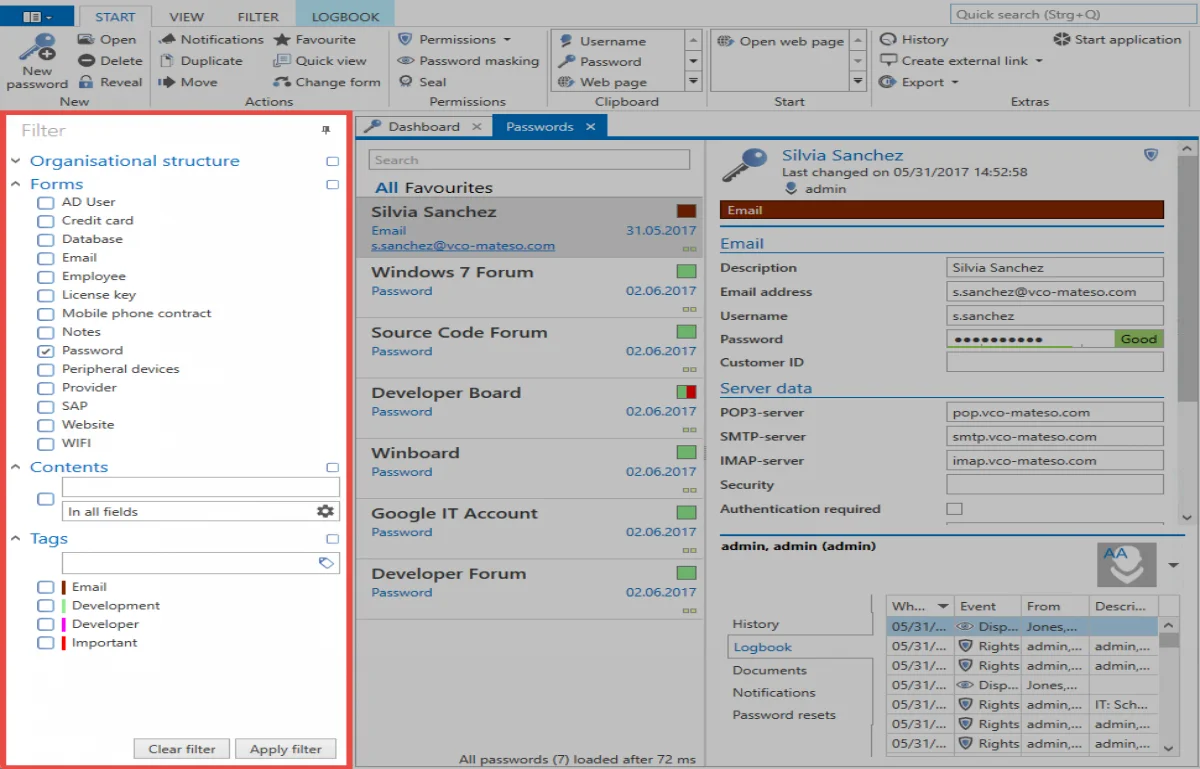 START VIEW FILTER LOGBOOK
Quick search (Strg+Q)
New password
Open
Delete
Reveal
New
Notifications
Duplicate
Move
Favourite
Quick view
Change form
Actions
Permissions
Password masking
Seal
Permissions
Username
Password
Web page
Clipboard
Open web page
Start
History
Create external link
Export
Start application
Extras
Filter
Organisational structure
Forms
AD User
Credit card
Database
Email
Employee
License key
Mobile phone contract
Notes
Password
Peripheral devices
Provider
SAP
Website
WIFI
Contents
In all fields
Tags
Email
Development
Developer
Important
Clear filter Apply filter
Dashboard Passwords
Search
All Favourites
Silvia Sanchez
Email 31.05.2017
s.sanchez@vco-mateso.com
Windows 7 Forum
Password 02.06.2017
Source Code Forum
Password 02.06.2017
Developer Board
Password 02.06.2017
Winboard
Password 02.06.2017
Google IT Account
Password 02.06.2017
Developer Forum
Password 02.06.2017
All passwords (7) loaded after 72 ms
Silvia Sanchez
Last changed on 05/31/2017 14:52:58
admin
Email
Email
Description Silvia Sanchez
Email address s.sanchez@vco-mateso.com
Username s.sanchez
Password ●●●●●●●●●● Good
Customer ID
Server data
POP3-server pop.vco-mateso.com
SMTP-server smtp.vco-mateso.com
IMAP-server imap.vco-mateso.com
Security
Authentication required
admin, admin (admin)
AA
History
Logbook
Documents
Notifications
Password resets
Wh... Event From Descri...
05/31/... Disp... Jones,...
05/31/... Rights admin,... admin,...
05/31/... Rights admin,... admin,...
05/31/... Disp... Jones,...
05/31/... Rights admin,... IT: Sch...
05/31/... Rights admin,... admin,...
05/31/... Rights admin,... admin,...